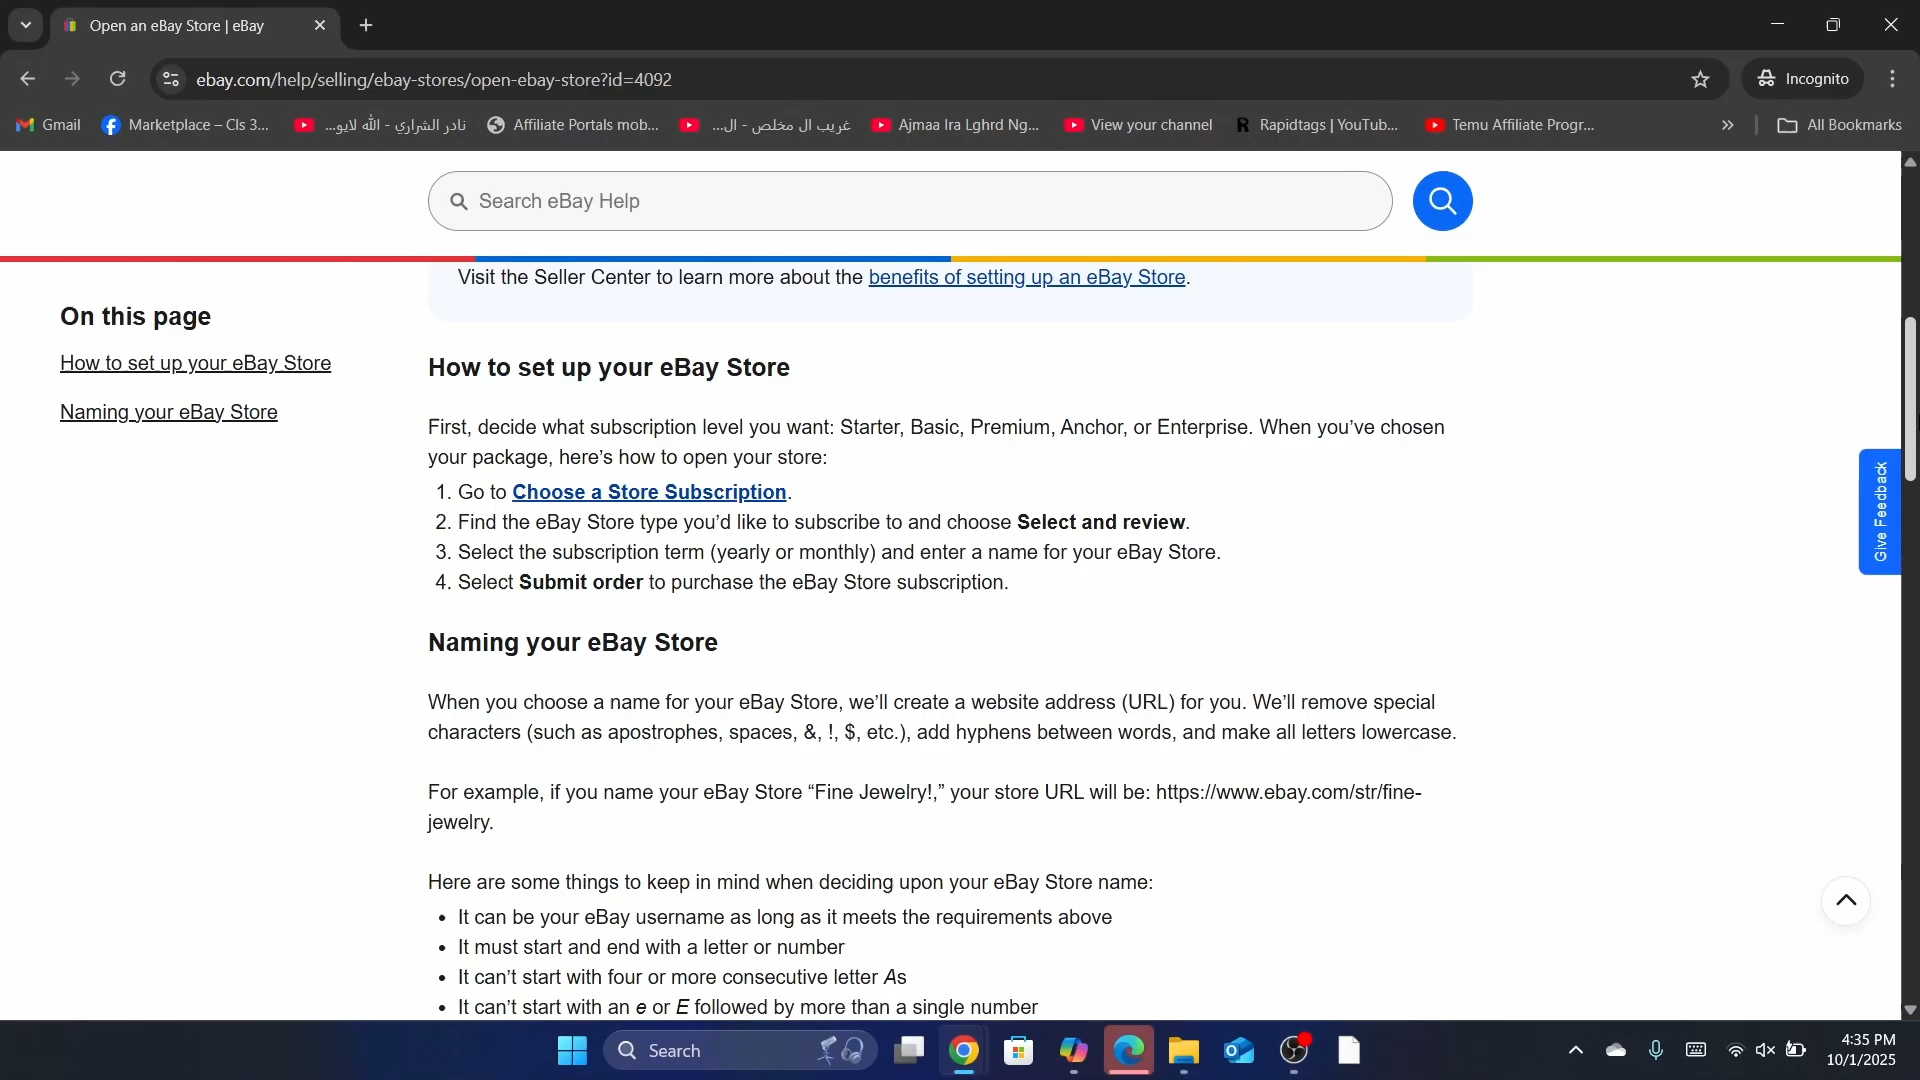 Open an eBay Store | eBay
ebay.com/help/selling/ebay-stores/open-ebay-store?id=4092
Incognito
Gmail
Marketplace – Cls 3...
نادر الشراري - الله لايو...
Affiliate Portals mob...
غريب ال مخلص - ال...
Ajmaa Ira Lghrd Ng...
View your channel
Rapidtags | YouTub...
Temu Affiliate Progr...
All Bookmarks
Search eBay Help
Visit the Seller Center to learn more about the benefits of setting up an eBay Store.
On this page
How to set up your eBay Store
Naming your eBay Store
How to set up your eBay Store
First, decide what subscription level you want: Starter, Basic, Premium, Anchor, or Enterprise. When you’ve chosen
your package, here’s how to open your store:
1. Go to Choose a Store Subscription.
2. Find the eBay Store type you’d like to subscribe to and choose Select and review.
3. Select the subscription term (yearly or monthly) and enter a name for your eBay Store.
4. Select Submit order to purchase the eBay Store subscription.
Give Feedback
Naming your eBay Store
When you choose a name for your eBay Store, we’ll create a website address (URL) for you. We’ll remove special
characters (such as apostrophes, spaces, &, !, $, etc.), add hyphens between words, and make all letters lowercase.
For example, if you name your eBay Store “Fine Jewelry!,” your store URL will be: https://www.ebay.com/str/fine-
jewelry.
Here are some things to keep in mind when deciding upon your eBay Store name:
• It can be your eBay username as long as it meets the requirements above
• It must start and end with a letter or number
• It can’t start with four or more consecutive letter As
• It can’t start with an e or E followed by more than a single number
Search
4:35 PM
10/1/2025